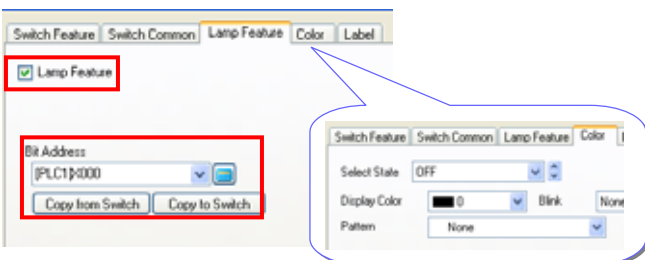 Switch Feature Switch Common Lamp Feature Color Label
Lamp Feature
Bit Address
[PLC1]X000
Copy from Switch Copy to Switch
Switch Feature Switch Common Lamp Feature Color
Select State OFF
Display Color 0 Blink None
Pattern None